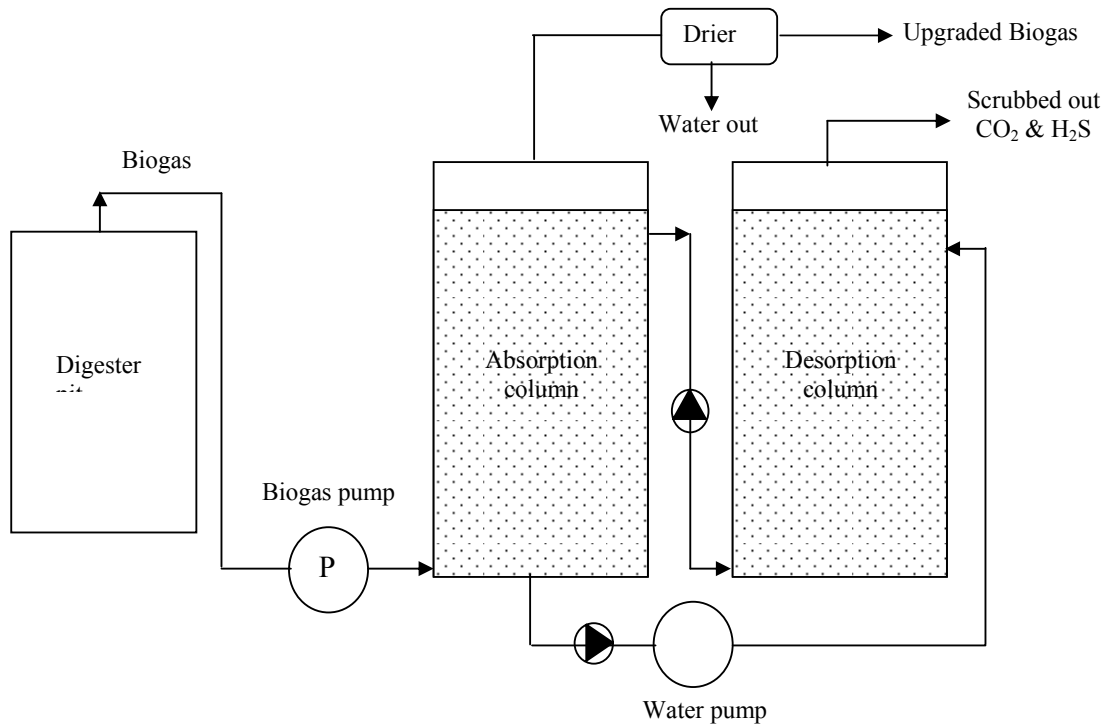 Drier
Upgraded Biogas
Water out
Scrubbed out
CO₂ & H₂S
Biogas
Digester
Absorption
column
Desorption
column
Biogas pump
P
Water pump